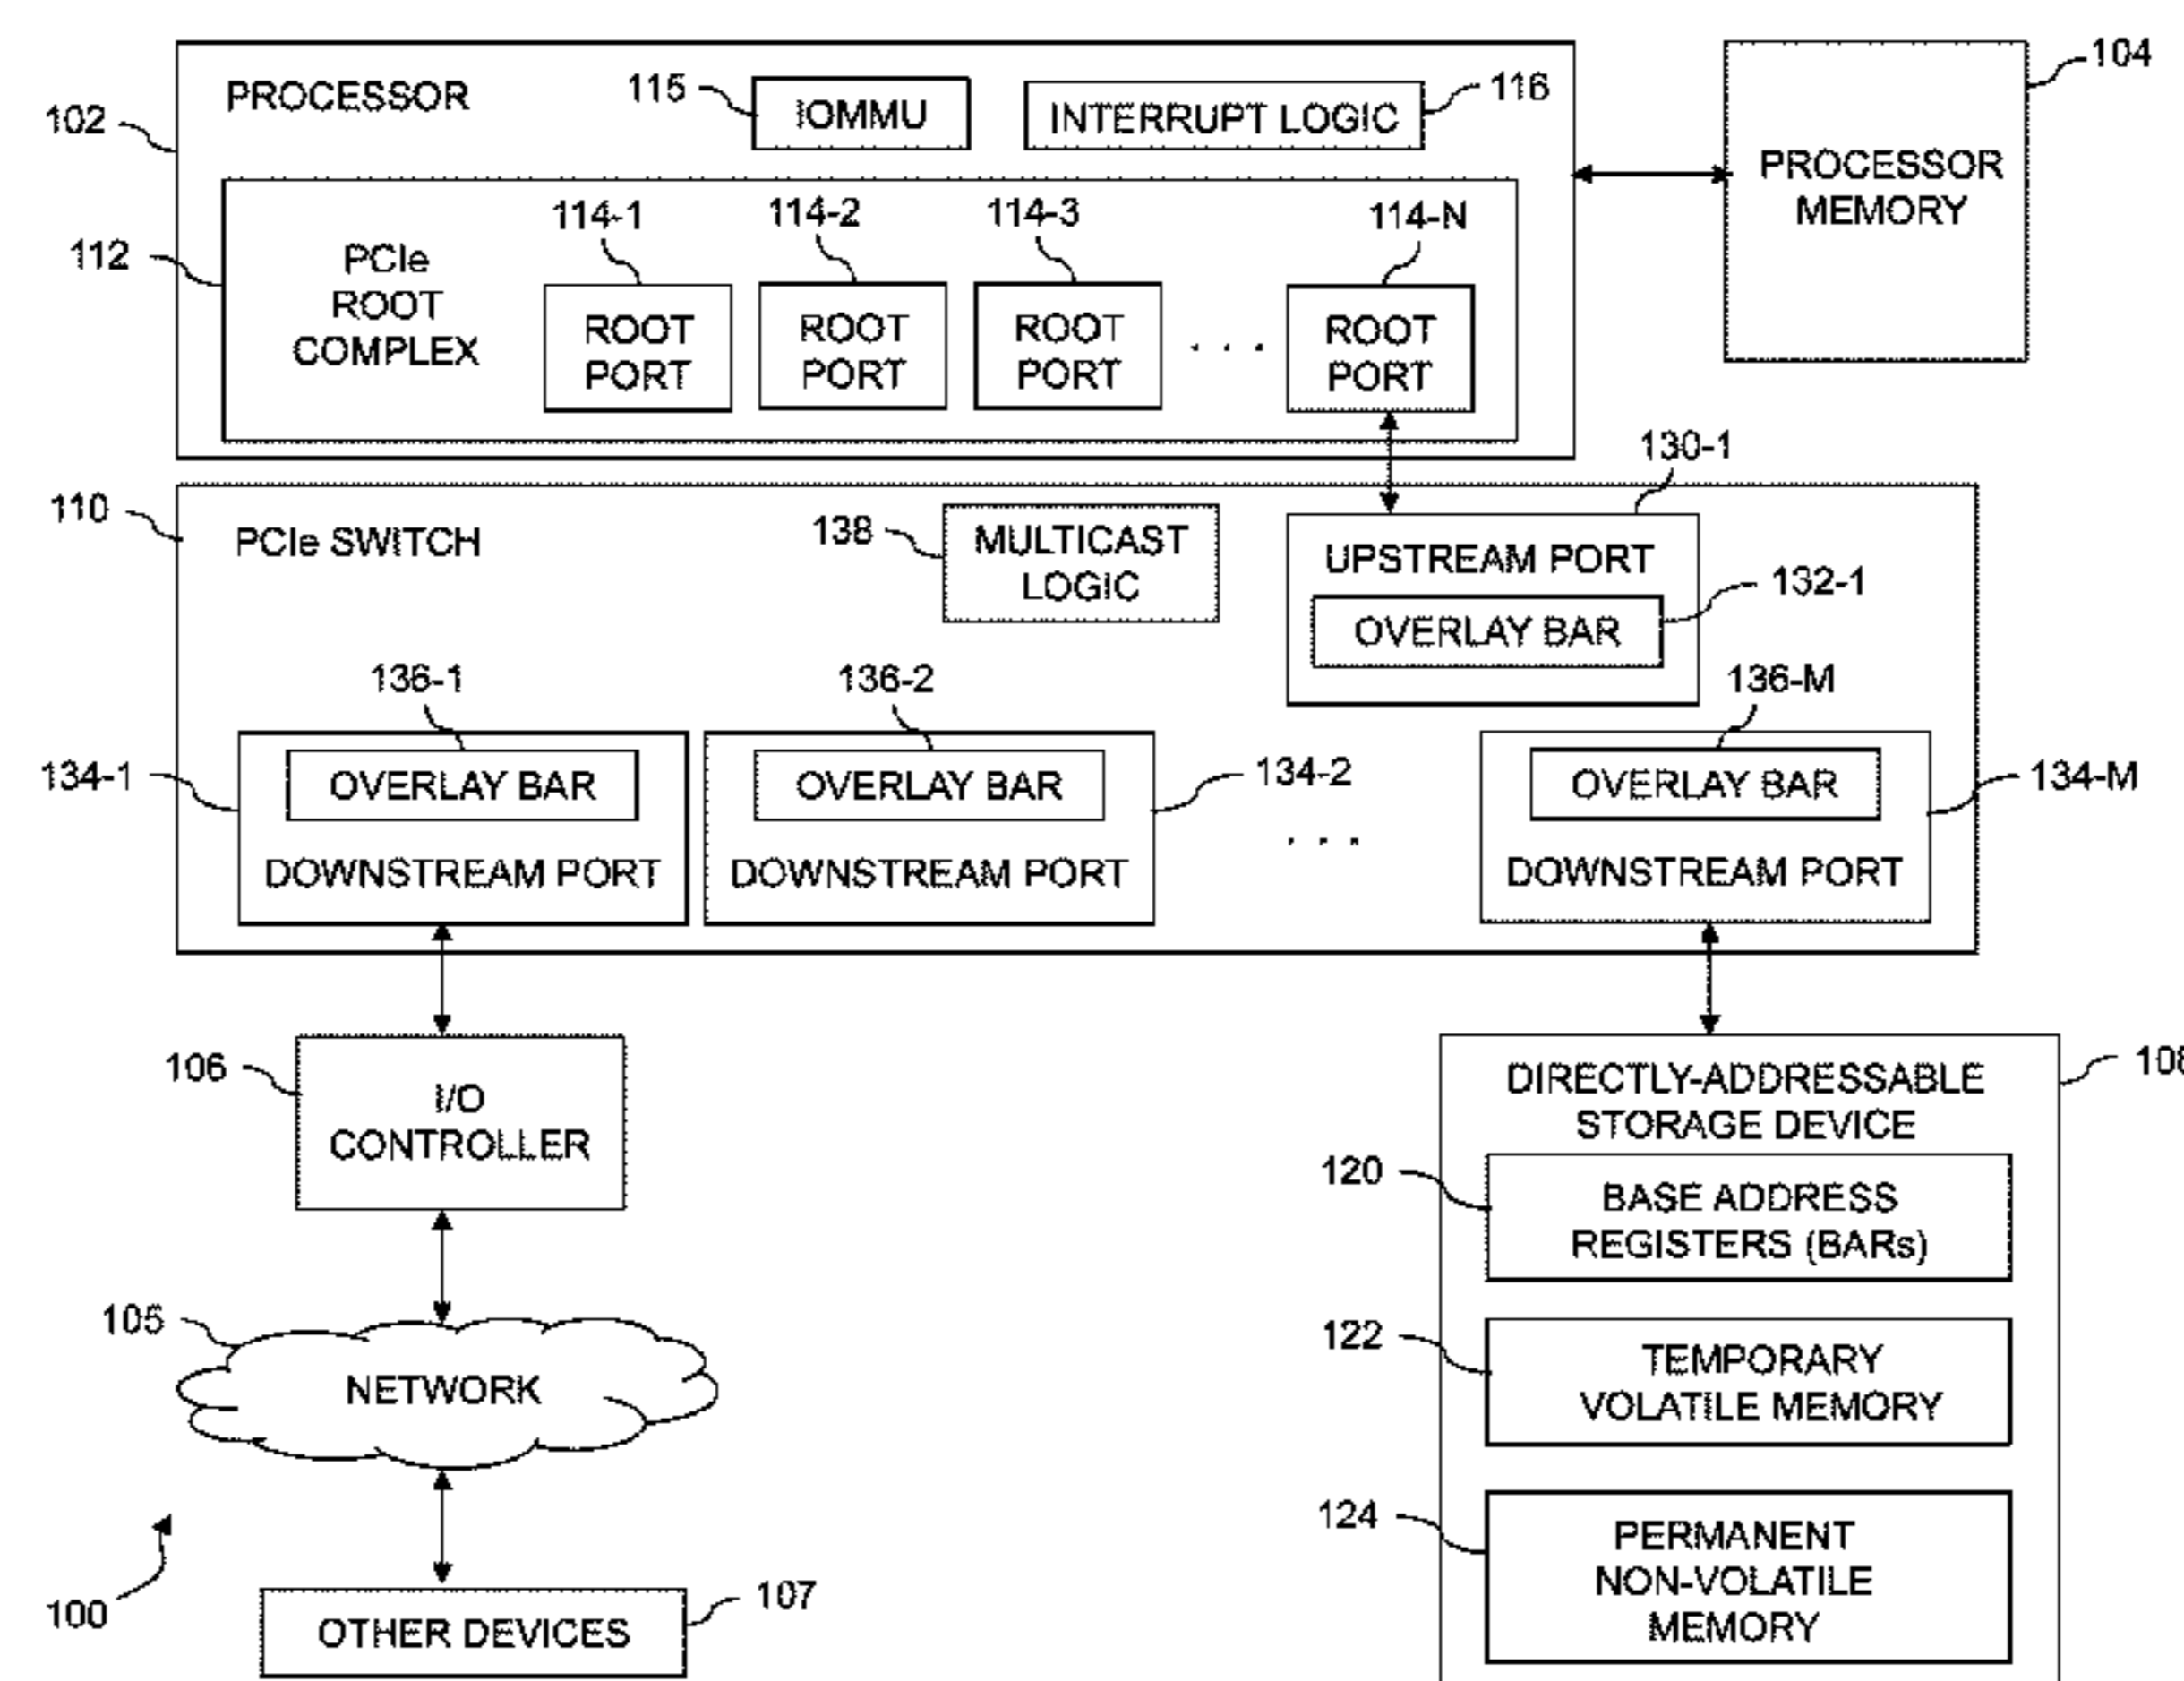 104
PROCESSOR
115
IOMMU
INTERRUPT LOGIC
116
102
PROCESSOR
MEMORY
112
PCIe
ROOT
COMPLEX
114-1
114-2
114-3
114-N
ROOT
PORT
ROOT
PORT
ROOT
PORT
. . .
ROOT
PORT
130-1
110
PCIe SWITCH
138
MULTICAST
LOGIC
UPSTREAM PORT
132-1
OVERLAY BAR
136-1
136-2
136-M
134-1
OVERLAY BAR
DOWNSTREAM PORT
OVERLAY BAR
DOWNSTREAM PORT
134-2
. . .
OVERLAY BAR
DOWNSTREAM PORT
134-M
106
I/O
CONTROLLER
108
DIRECTLY-ADDRESSABLE
STORAGE DEVICE
120
BASE ADDRESS
REGISTERS (BARs)
105
NETWORK
122
TEMPORARY
VOLATILE MEMORY
124
PERMANENT
NON-VOLATILE
MEMORY
100
107
OTHER DEVICES